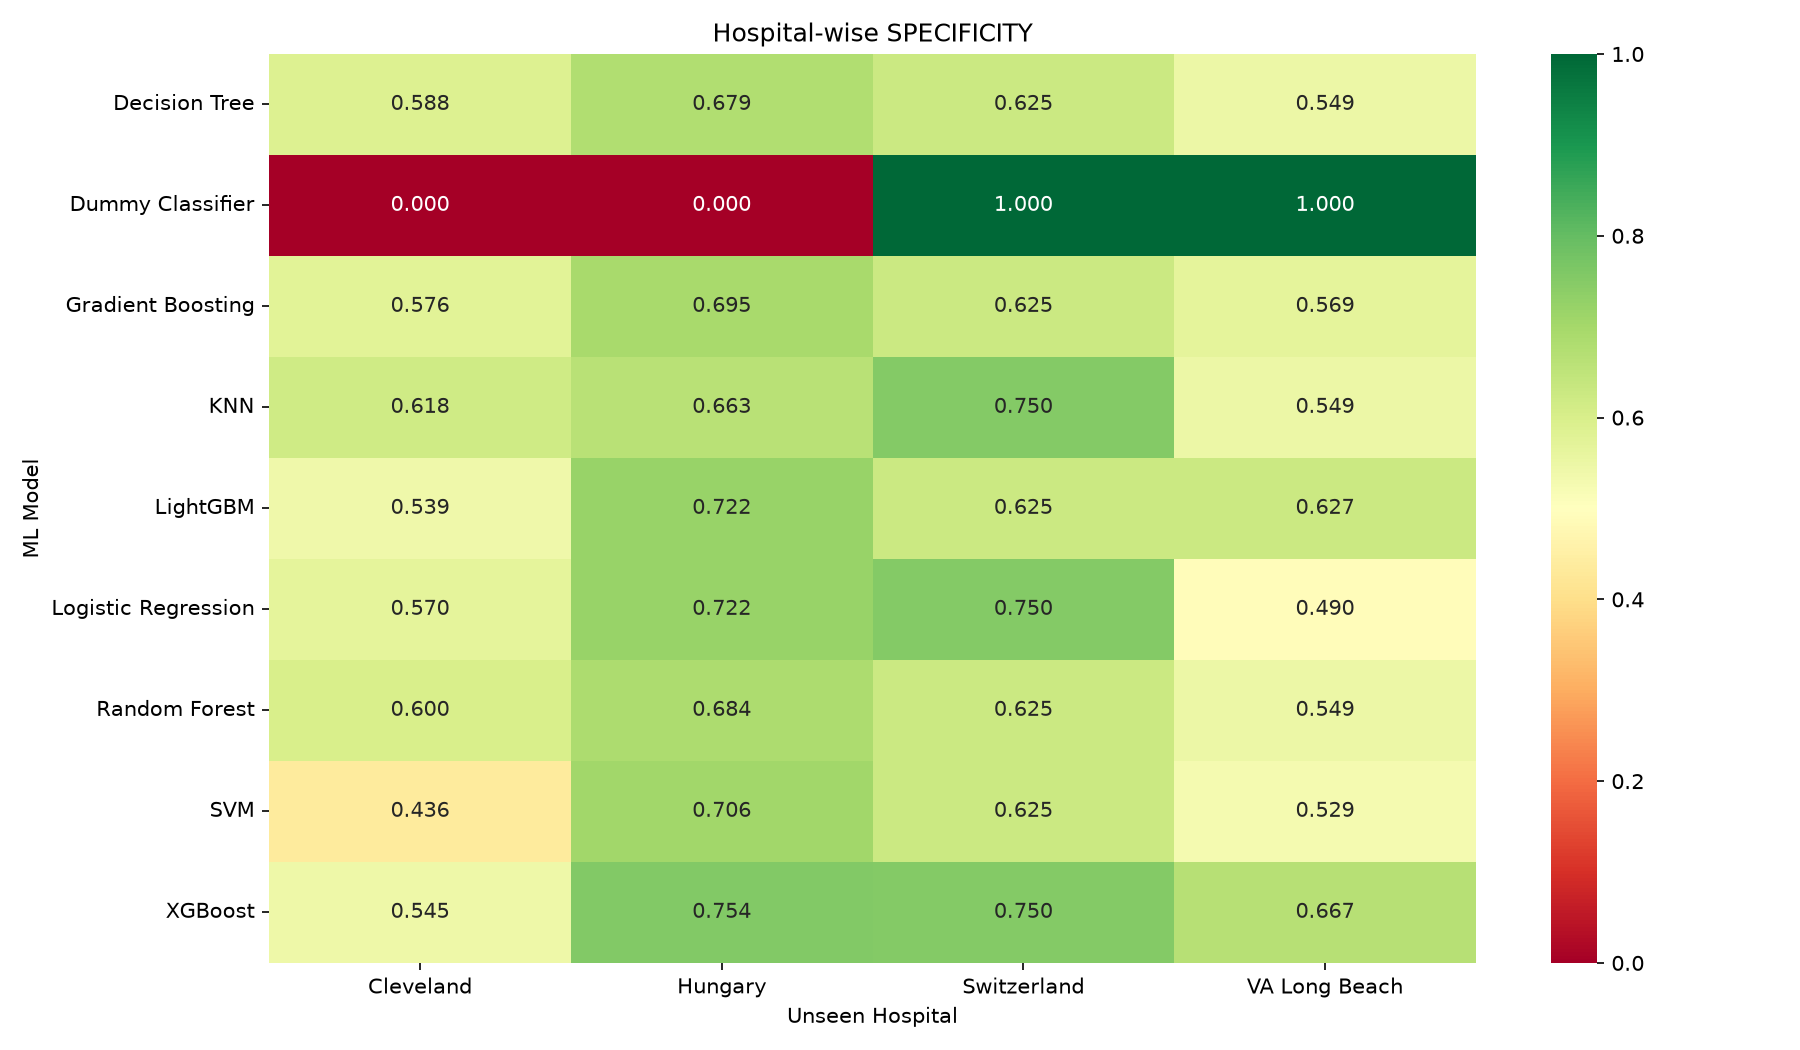 Hospital-wise SPECIFICITY
ML Model
Decision Tree 0.588 0.679 0.625 0.549
Dummy Classifier 0.000 0.000 1.000 1.000
Gradient Boosting 0.576 0.695 0.625 0.569
KNN 0.618 0.663 0.750 0.549
LightGBM 0.539 0.722 0.625 0.627
Logistic Regression 0.570 0.722 0.750 0.490
Random Forest 0.600 0.684 0.625 0.549
SVM 0.436 0.706 0.625 0.529
XGBoost 0.545 0.754 0.750 0.667
Cleveland Hungary Switzerland VA Long Beach
Unseen Hospital
1.0
0.8
0.6
0.4
0.2
0.0